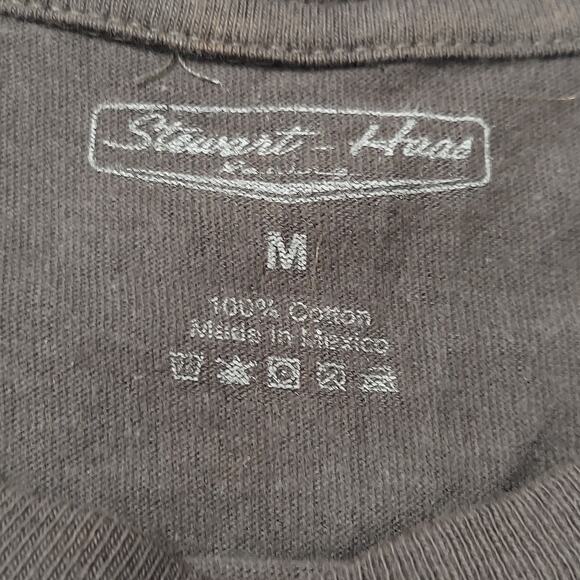 Stewart - Haas
Racing
M
100% Cotton
Made In Mexico